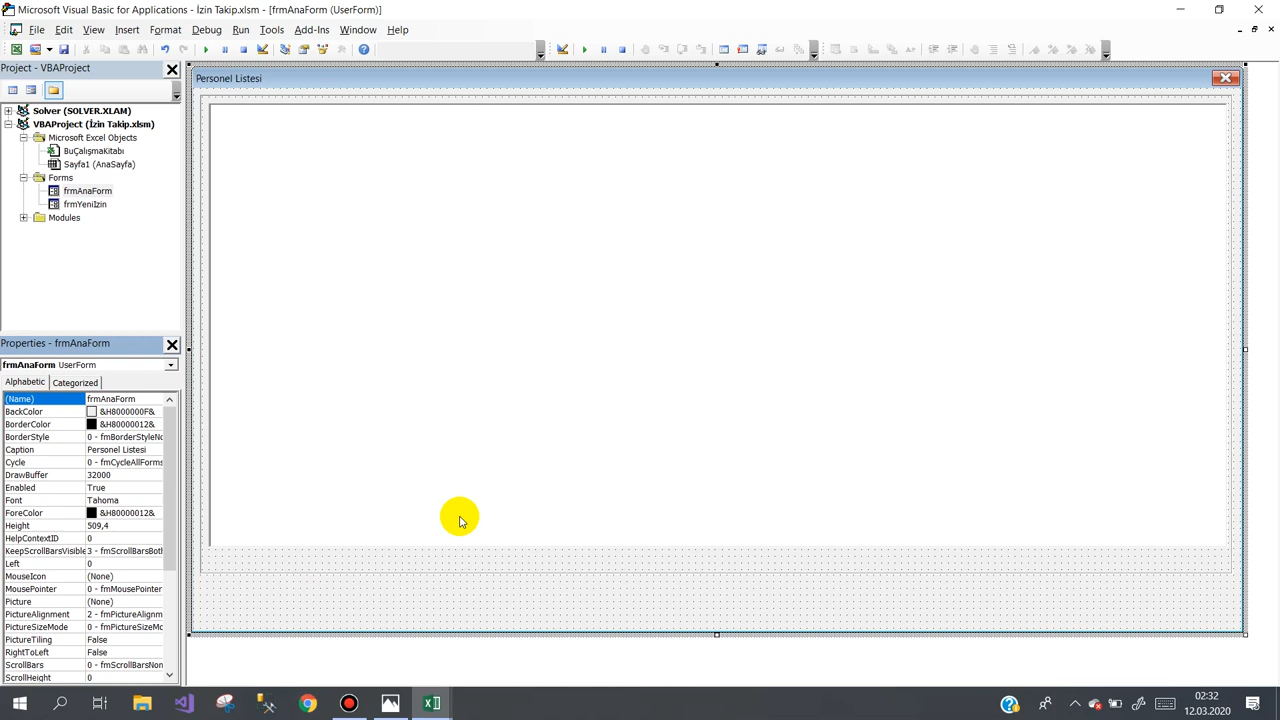 Microsoft Visual Basic for Applications - İzin Takip.xlsm - [frmAnaForm (UserForm)]
File Edit View Insert Format Debug Run Tools Add-Ins Window Help
Project - VBAProject
Solver (SOLVER.XLAM)
VBAProject (İzin Takip.xlsm)
Microsoft Excel Objects
BuÇalışmaKitabı
Sayfa1 (AnaSayfa)
Forms
frmAnaForm
frmYeniIzin
Modules
Personel Listesi
Properties - frmAnaForm
frmAnaForm UserForm
Alphabetic Categorized
(Name) frmAnaForm
BackColor &H8000000F&
BorderColor &H80000012&
BorderStyle 0 - fmBorderStyleNo
Caption Personel Listesi
Cycle 0 - fmCycleAllForms
DrawBuffer 32000
Enabled True
Font Tahoma
ForeColor &H80000012&
Height 509,4
HelpContextID 0
KeepScrollBarsVisible 3 - fmScrollBarsBoth
Left 0
MouseIcon (None)
MousePointer 0 - fmMousePointer
Picture (None)
PictureAlignment 2 - fmPictureAlignm
PictureSizeMode 0 - fmPictureSizeMo
PictureTiling False
RightToLeft False
ScrollBars 0 - fmScrollBarsNon
ScrollHeight 0
02:32
12.03.2020